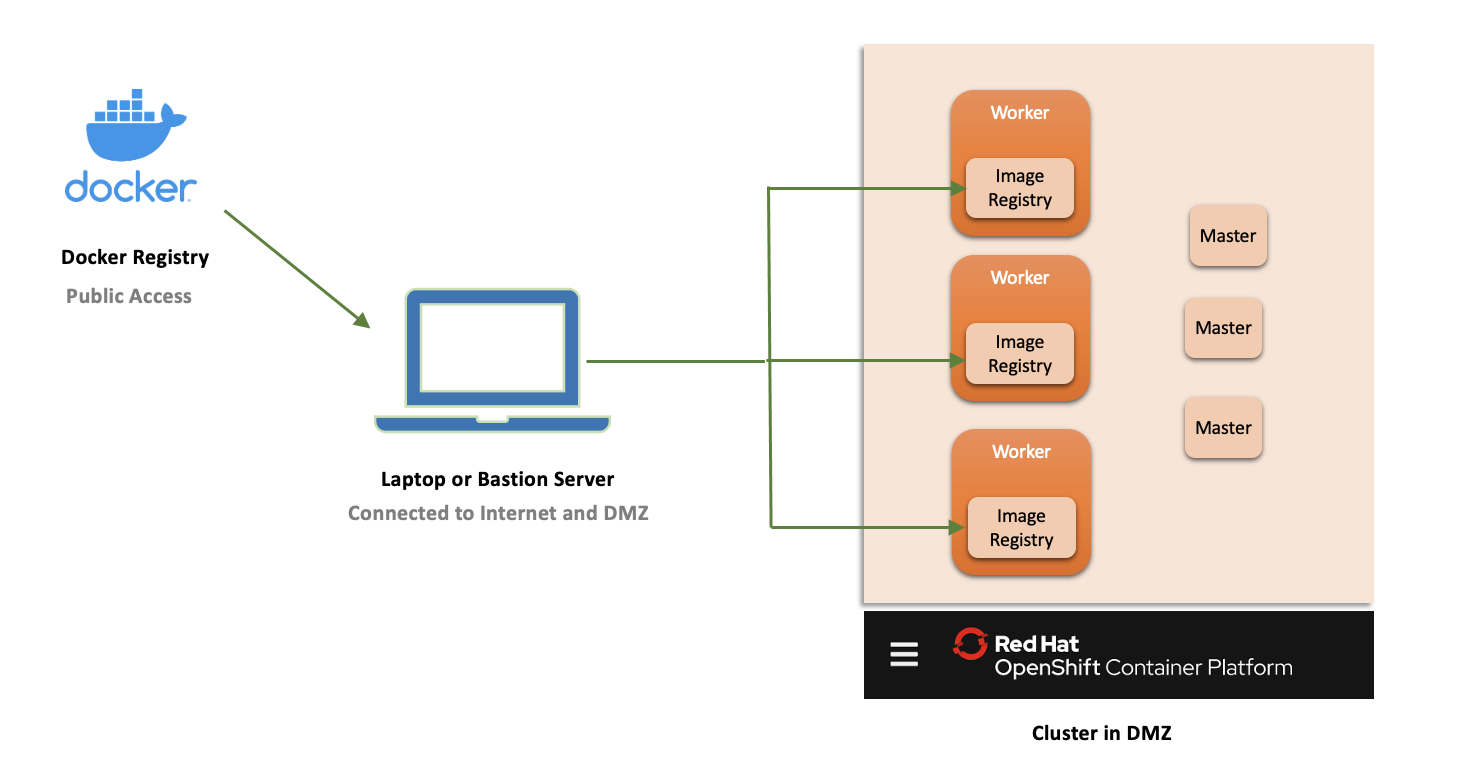 docker
Docker Registry
Public Access
Laptop or Bastion Server
Connected to Internet and DMZ
Worker
Image
Registry
Worker
Image
Registry
Worker
Image
Registry
Master
Master
Master
Red Hat
OpenShift Container Platform
Cluster in DMZ